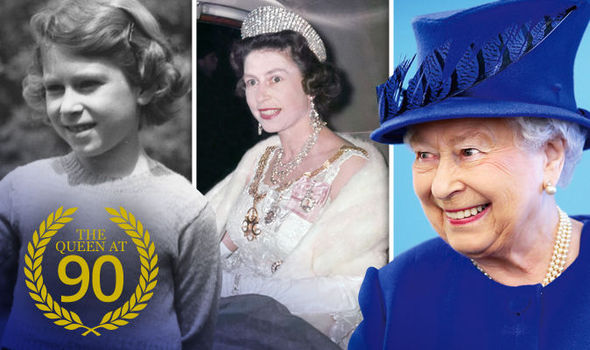 THE
QUEEN AT
90